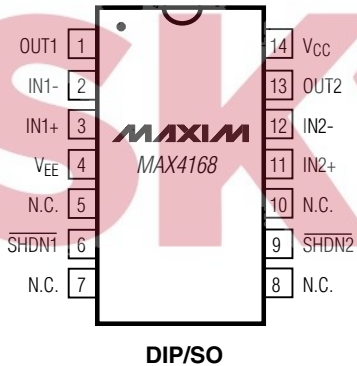 OUT1 1 14 VCC
IN1- 2 13 OUT2
IN1+ 3 12 IN2-
MAXIM
VEE 4 MAX4168 11 IN2+
N.C. 5 10 N.C.
SHDN1 6 9 SHDN2
N.C. 7 8 N.C.
DIP/SO
SK